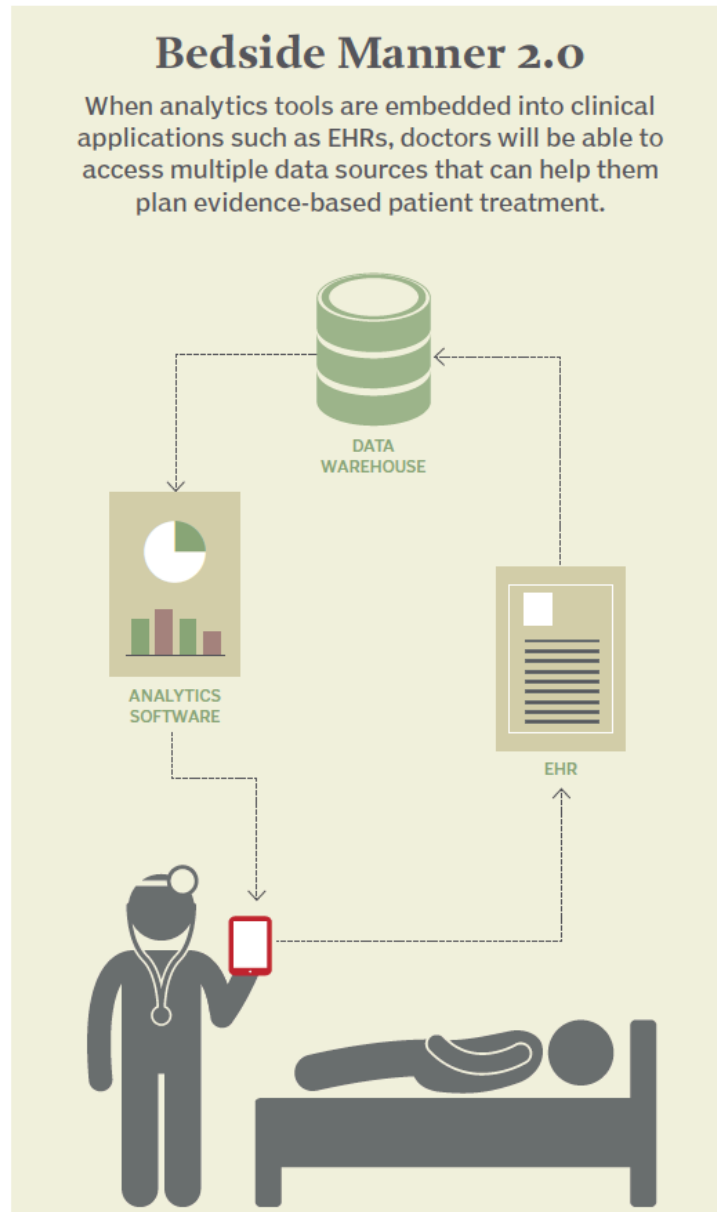 Bedside Manner 2.0
When analytics tools are embedded into clinical
applications such as EHRs, doctors will be able to
access multiple data sources that can help them
plan evidence-based patient treatment.
DATA
WAREHOUSE
ANALYTICS
SOFTWARE
EHR